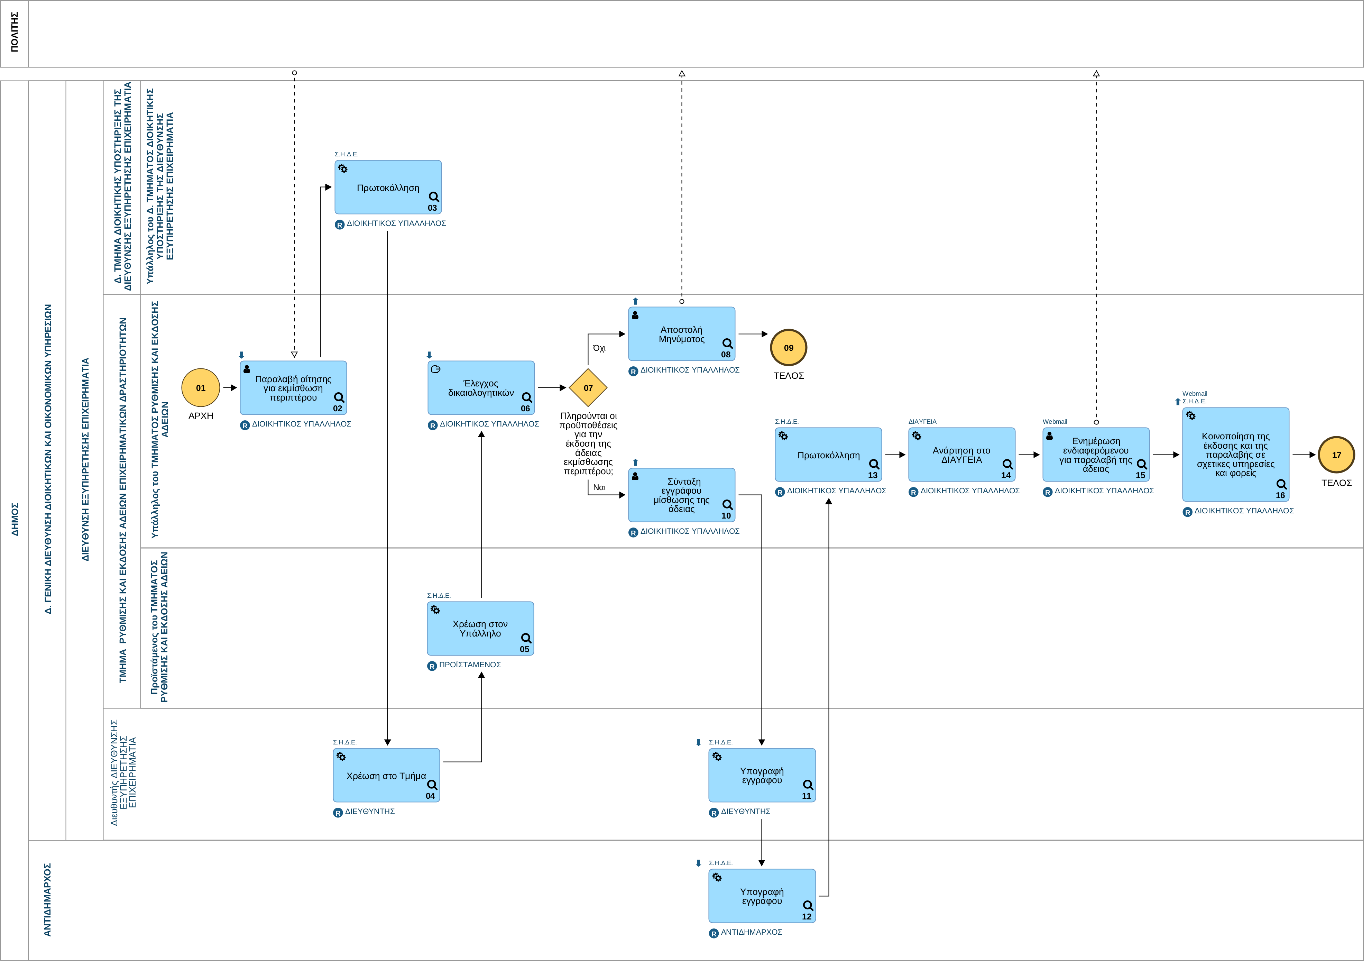 ΠΟΛΙΤΗΣ
ΔΗΜΟΣ
Δ. ΓΕΝΙΚΗ ΔΙΕΥΘΥΝΣΗ ΔΙΟΙΚΗΤΙΚΩΝ ΚΑΙ ΟΙΚΟΝΟΜΙΚΩΝ ΥΠΗΡΕΣΙΩΝ
ΔΙΕΥΘΥΝΣΗ ΕΞΥΠΗΡΕΤΗΣΗΣ ΕΠΙΧΕΙΡΗΜΑΤΙΑ
Δ. ΤΜΗΜΑ ΔΙΟΙΚΗΤΙΚΗΣ ΥΠΟΣΤΗΡΙΞΗΣ ΤΗΣ
ΔΙΕΥΘΥΝΣΗΣ ΕΞΥΠΗΡΕΤΗΣΗΣ ΕΠΙΧΕΙΡΗΜΑΤΙΑ
Υπάλληλος του Δ. ΤΜΗΜΑΤΟΣ ΔΙΟΙΚΗΤΙΚΗΣ
ΥΠΟΣΤΗΡΙΞΗΣ ΤΗΣ ΔΙΕΥΘΥΝΣΗΣ
ΕΞΥΠΗΡΕΤΗΣΗΣ ΕΠΙΧΕΙΡΗΜΑΤΙΑ
Σ.Η.Δ.Ε.
Πρωτοκόλληση
03
R ΔΙΟΙΚΗΤΙΚΟΣ ΥΠΑΛΛΗΛΟΣ
ΤΜΗΜΑ ΡΥΘΜΙΣΗΣ ΚΑΙ ΕΚΔΟΣΗΣ ΑΔΕΙΩΝ ΕΠΙΧΕΙΡΗΜΑΤΙΚΩΝ ΔΡΑΣΤΗΡΙΟΤΗΤΩΝ
Υπάλληλος του ΤΜΗΜΑΤΟΣ ΡΥΘΜΙΣΗΣ ΚΑΙ ΕΚΔΟΣΗΣ
ΑΔΕΙΩΝ
01
ΑΡΧΗ
Παραλαβή αίτησης
για εκμίσθωση
περιπτέρου
02
R ΔΙΟΙΚΗΤΙΚΟΣ ΥΠΑΛΛΗΛΟΣ
Έλεγχος
δικαιολογητικών
06
R ΔΙΟΙΚΗΤΙΚΟΣ ΥΠΑΛΛΗΛΟΣ
07
Πληρούνται οι
προϋποθέσεις
για την
έκδοση της
άδειας
εκμίσθωσης
περιπτέρου;
Όχι
Ναι
Αποστολή
Μηνύματος
08
R ΔΙΟΙΚΗΤΙΚΟΣ ΥΠΑΛΛΗΛΟΣ
09
ΤΕΛΟΣ
Σύνταξη
εγγράφου
μίσθωσης της
άδειας
10
R ΔΙΟΙΚΗΤΙΚΟΣ ΥΠΑΛΛΗΛΟΣ
Σ.Η.Δ.Ε.
Πρωτοκόλληση
13
R ΔΙΟΙΚΗΤΙΚΟΣ ΥΠΑΛΛΗΛΟΣ
ΔΙΑΥΓΕΙΑ
Ανάρτηση στο
ΔΙΑΥΓΕΙΑ
14
R ΔΙΟΙΚΗΤΙΚΟΣ ΥΠΑΛΛΗΛΟΣ
Webmail
Ενημέρωση
ενδιαφερόμενου
για παραλαβή της
άδειας
15
R ΔΙΟΙΚΗΤΙΚΟΣ ΥΠΑΛΛΗΛΟΣ
Webmail
Σ.Η.Δ.Ε.
Κοινοποίηση της
έκδοσης και της
παραλαβής σε
σχετικες υπηρεσίες
και φορείς
16
R ΔΙΟΙΚΗΤΙΚΟΣ ΥΠΑΛΛΗΛΟΣ
17
ΤΕΛΟΣ
Προϊστάμενος του ΤΜΗΜΑΤΟΣ
ΡΥΘΜΙΣΗΣ ΚΑΙ ΕΚΔΟΣΗΣ ΑΔΕΙΩΝ
Σ.Η.Δ.Ε.
Χρέωση στον
Υπάλληλο
05
R ΠΡΟΪΣΤΑΜΕΝΟΣ
Διευθυντής ΔΙΕΥΘΥΝΣΗΣ
ΕΞΥΠΗΡΕΤΗΣΗΣ
ΕΠΙΧΕΙΡΗΜΑΤΙΑ
Σ.Η.Δ.Ε.
Χρέωση στο Τμήμα
04
R ΔΙΕΥΘΥΝΤΗΣ
Σ.Η.Δ.Ε.
Υπογραφή
εγγράφου
11
R ΔΙΕΥΘΥΝΤΗΣ
ΑΝΤΙΔΗΜΑΡΧΟΣ
Σ.Η.Δ.Ε.
Υπογραφή
εγγράφου
12
R ΑΝΤΙΔΗΜΑΡΧΟΣ